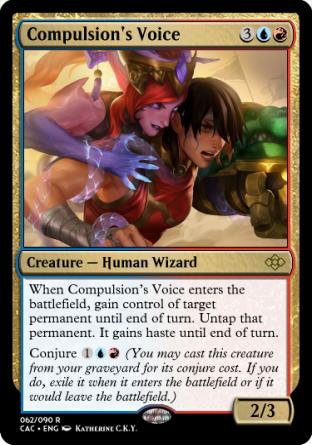 Compulsion's Voice 3
Creature — Human Wizard
When Compulsion's Voice enters the
battlefield, gain control of target
permanent until end of turn. Untap that
permanent. It gains haste until end of turn.
Conjure 1 (You may cast this creature
from your graveyard for its conjure cost. If you
do, exile it when it enters the battlefield or if it
would leave the battlefield.)
2/3
062/090 R
CAC • ENG Katherine C.K.Y.